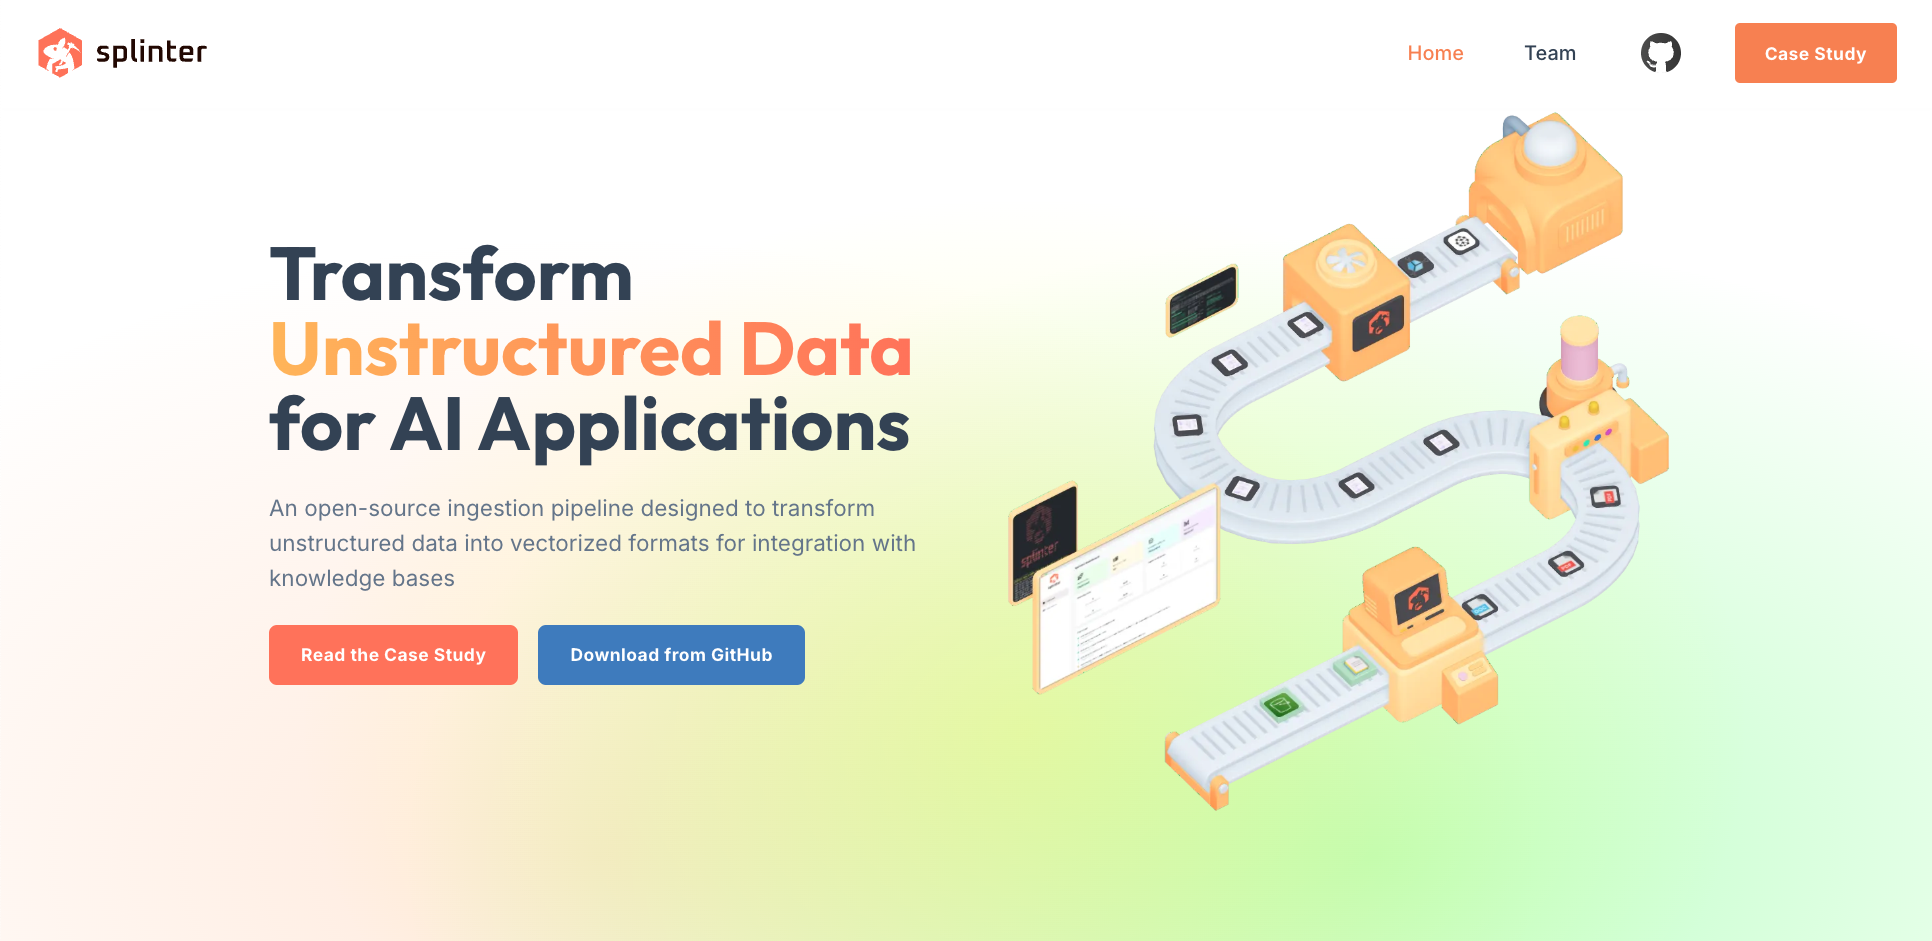 splinter
Home
Team
Case Study
Transform
Unstructured Data
for AI Applications
An open-source ingestion pipeline designed to transform
unstructured data into vectorized formats for integration with
knowledge bases
Read the Case Study
Download from GitHub
splinter